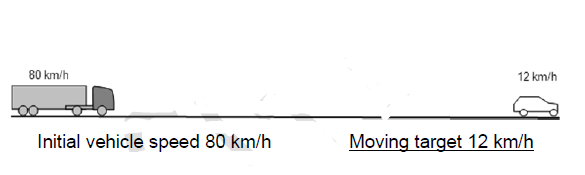 80 km/h
12 km/h
Initial vehicle speed 80 km/h
Moving target 12 km/h